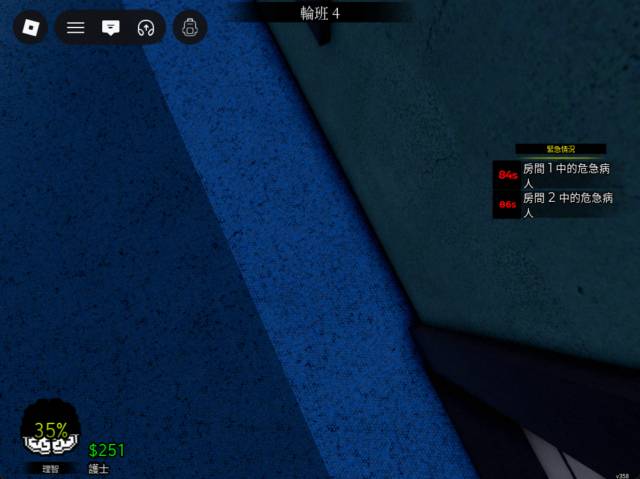 輪班 4
緊急情況
84s
房間 1 中的危急病
人
86s
房間 2 中的危急病
人
35%
理智
$251
護士
v358